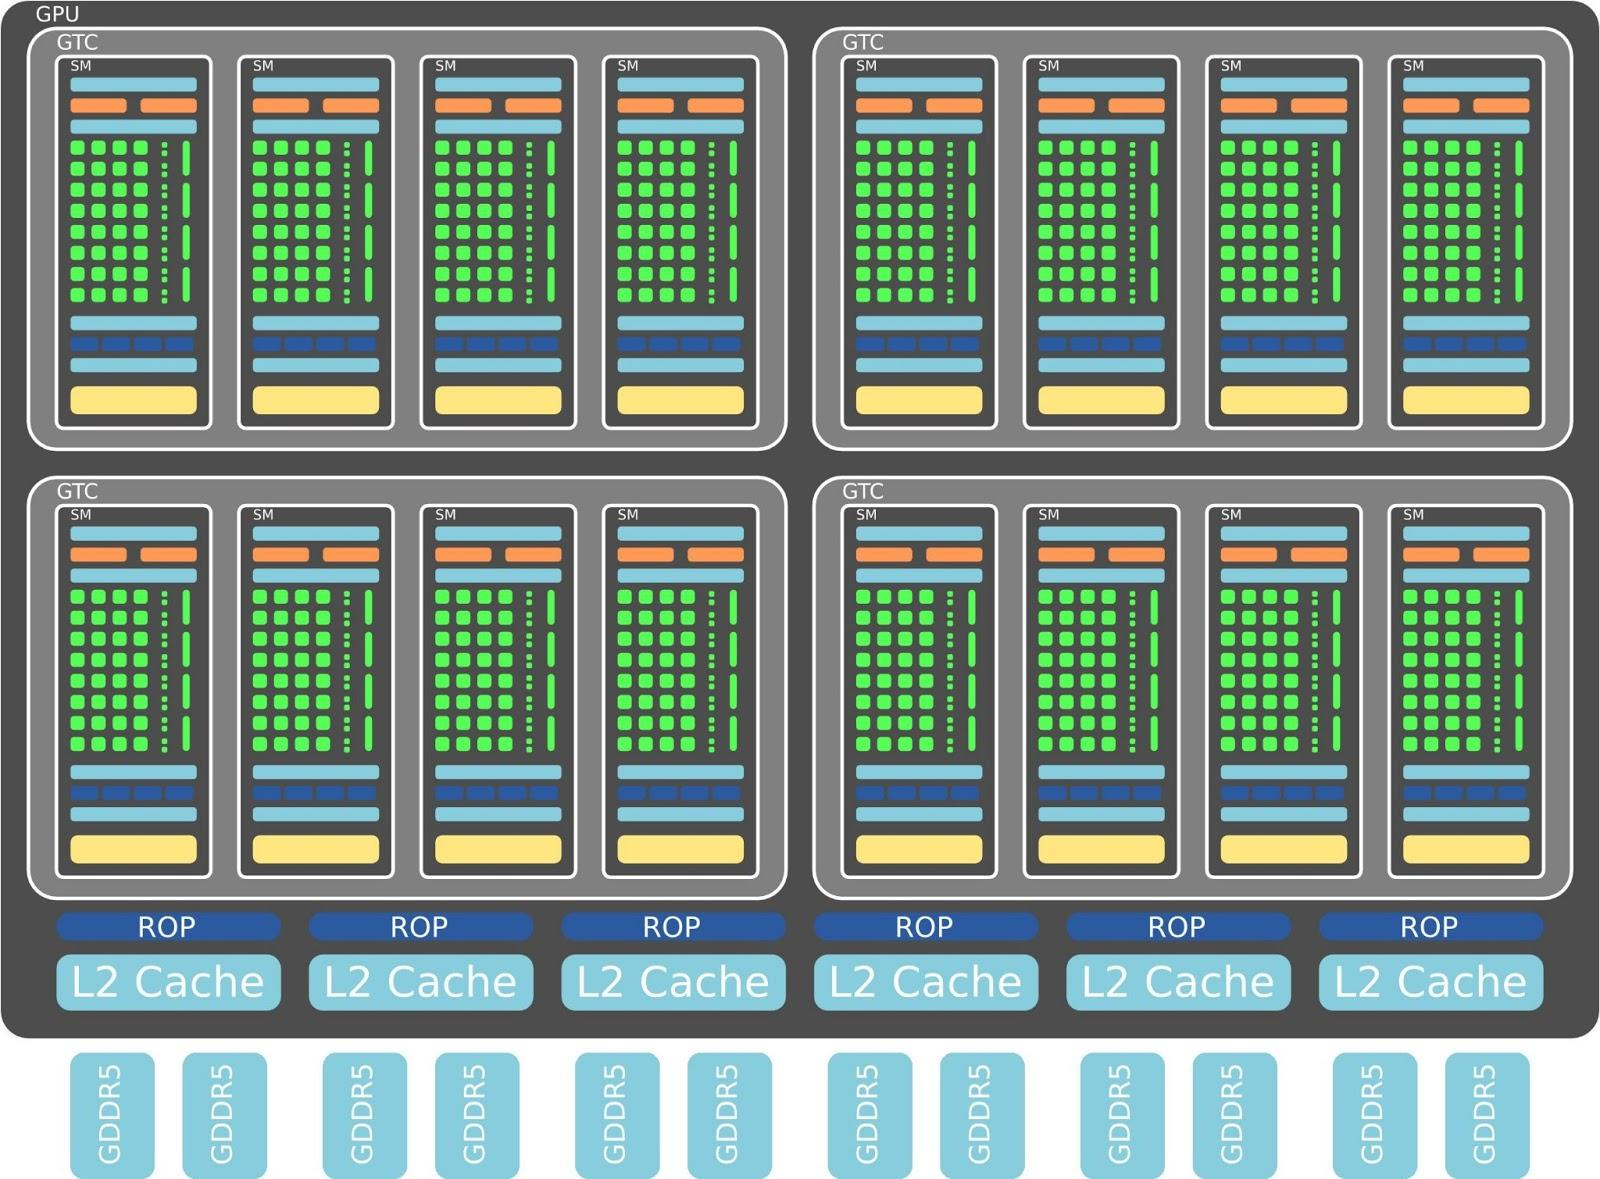 GPU
GTC
GTC
SM
SM
SM
SM
SM
SM
SM
SM
GTC
GTC
SM
SM
SM
SM
SM
SM
SM
SM
ROP
ROP
ROP
ROP
ROP
ROP
L2 Cache
L2 Cache
L2 Cache
L2 Cache
L2 Cache
L2 Cache
GDDR5
GDDR5
GDDR5
GDDR5
GDDR5
GDDR5
GDDR5
GDDR5
GDDR5
GDDR5
GDDR5
GDDR5